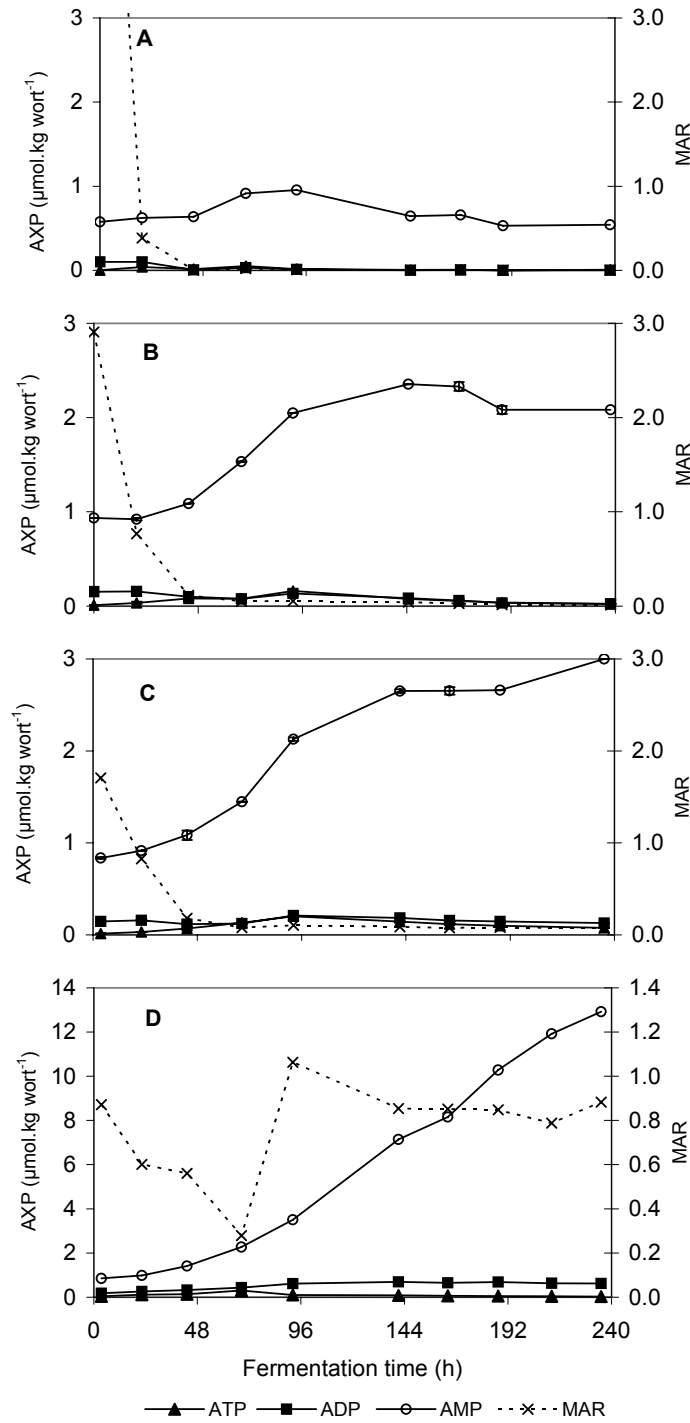 A
3
2
1
0
3.0
2.0
1.0
0.0
AXP (µmol.kg wort⁻¹)
MAR
B
3
2
1
0
3.0
2.0
1.0
0.0
AXP (µmol.kg wort⁻¹)
MAR
C
3
2
1
0
3.0
2.0
1.0
0.0
AXP (µmol.kg wort⁻¹)
MAR
D
14
12
10
8
6
4
2
0
1.4
1.2
1.0
0.8
0.6
0.4
0.2
0.0
AXP (µmol.kg wort⁻¹)
MAR
0 48 96 144 192 240
Fermentation time (h)
ATP ADP AMP MAR